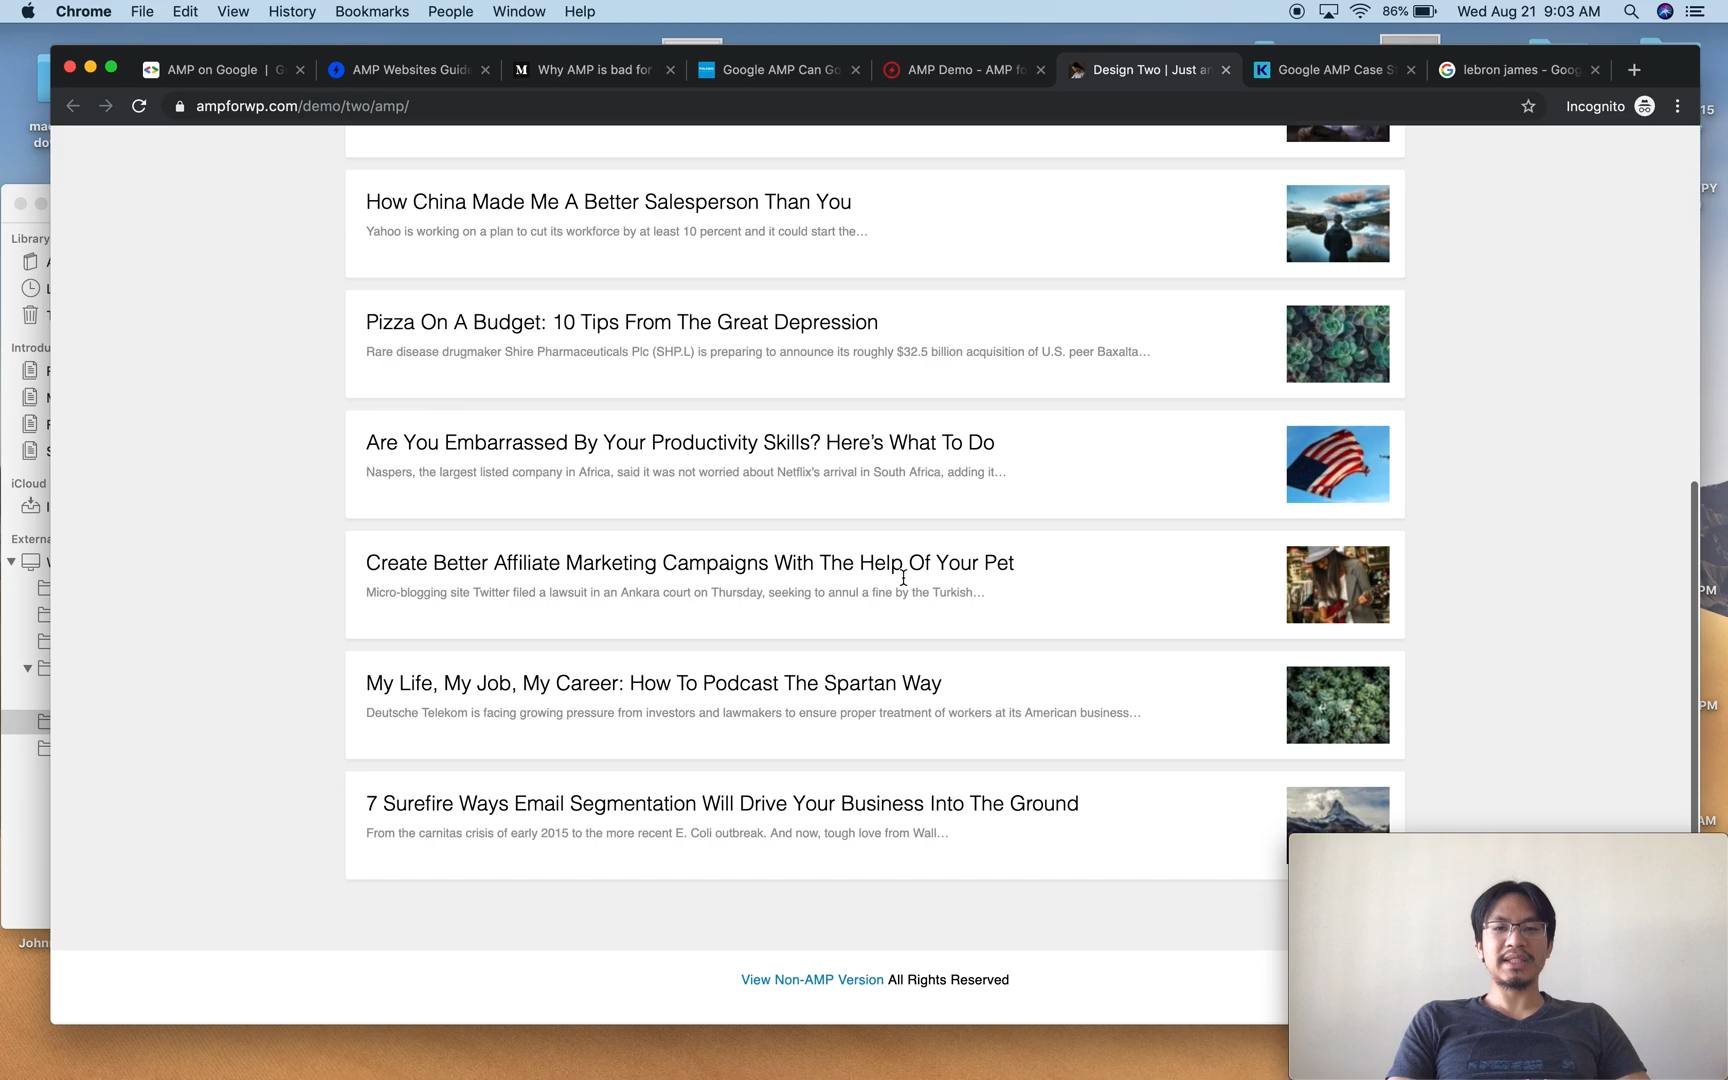 Chrome File Edit View History Bookmarks People Window Help 86% Wed Aug 21 9:03 AM
AMP on Google | G AMP Websites Guide Why AMP is bad for Google AMP Can Go AMP Demo - AMP fo Design Two | Just an Google AMP Case S lebron james - Goog
ampforwp.com/demo/two/amp/ Incognito
How China Made Me A Better Salesperson Than You
Yahoo is working on a plan to cut its workforce by at least 10 percent and it could start the…
Pizza On A Budget: 10 Tips From The Great Depression
Rare disease drugmaker Shire Pharmaceuticals Plc (SHP.L) is preparing to announce its roughly $32.5 billion acquisition of U.S. peer Baxalta…
Are You Embarrassed By Your Productivity Skills? Here's What To Do
Naspers, the largest listed company in Africa, said it was not worried about Netflix's arrival in South Africa, adding it…
Create Better Affiliate Marketing Campaigns With The Help Of Your Pet
Micro-blogging site Twitter filed a lawsuit in an Ankara court on Thursday, seeking to annul a fine by the Turkish…
My Life, My Job, My Career: How To Podcast The Spartan Way
Deutsche Telekom is facing growing pressure from investors and lawmakers to ensure proper treatment of workers at its American business…
7 Surefire Ways Email Segmentation Will Drive Your Business Into The Ground
From the carnitas crisis of early 2015 to the more recent E. Coli outbreak. And now, tough love from Wall…
View Non-AMP Version All Rights Reserved
ma
do
Library
Introdu
iCloud
Externa
John
15
PY
PM
PM
AM